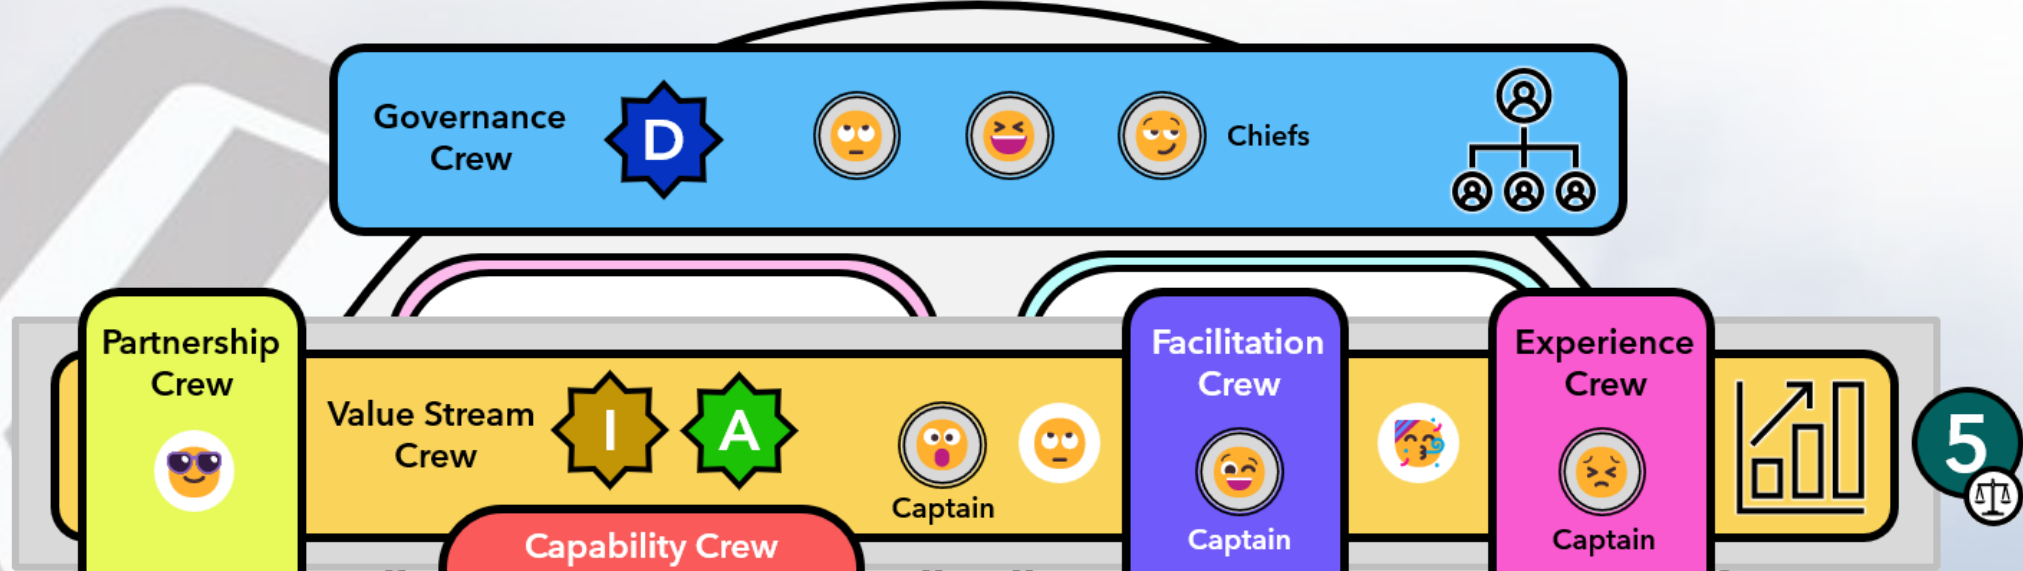 Governance
Crew
D
Chiefs
Partnership
Crew
Value Stream
Crew
I
A
Captain
Facilitation
Crew
Captain
Experience
Crew
Captain
5
Capability Crew